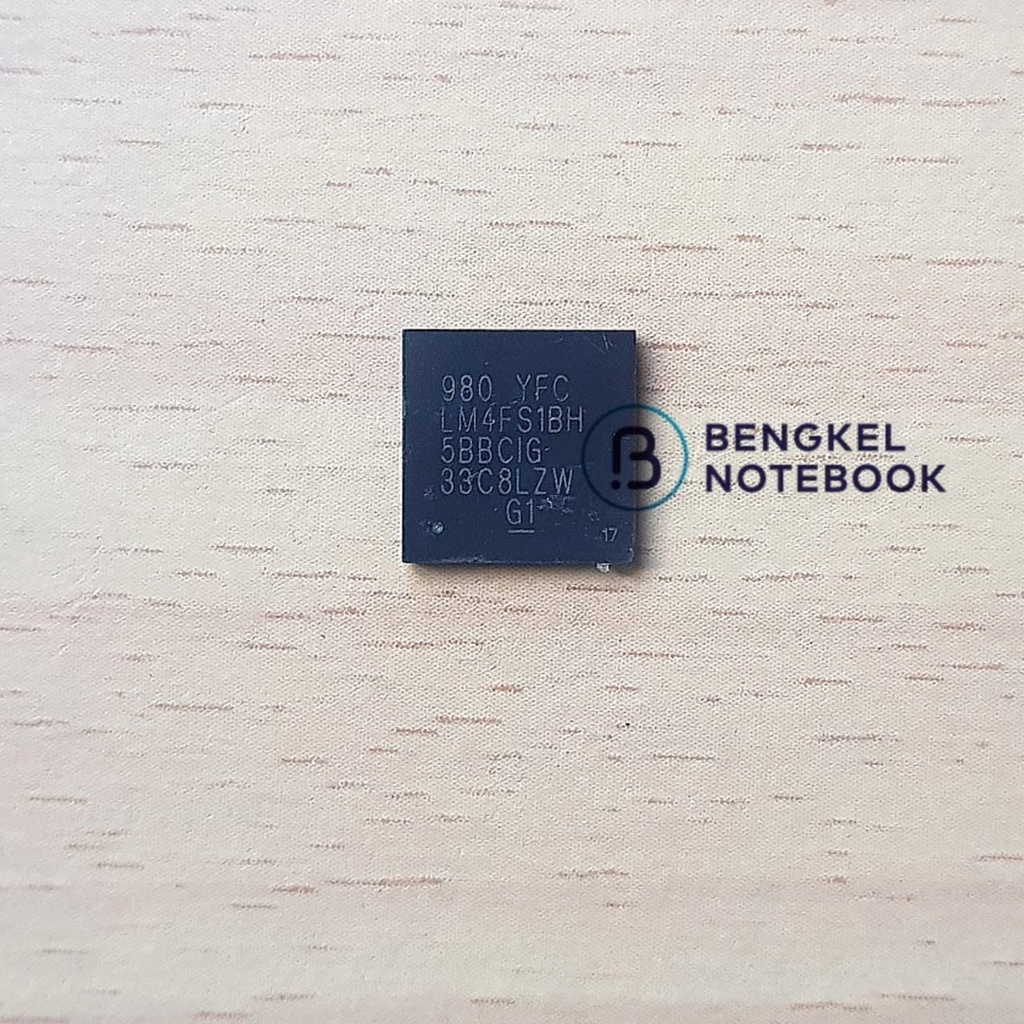 980 YFC
LM4FS1BH
5BBCIG
33C8LZW
G1
17
BENGKEL
NOTEBOOK